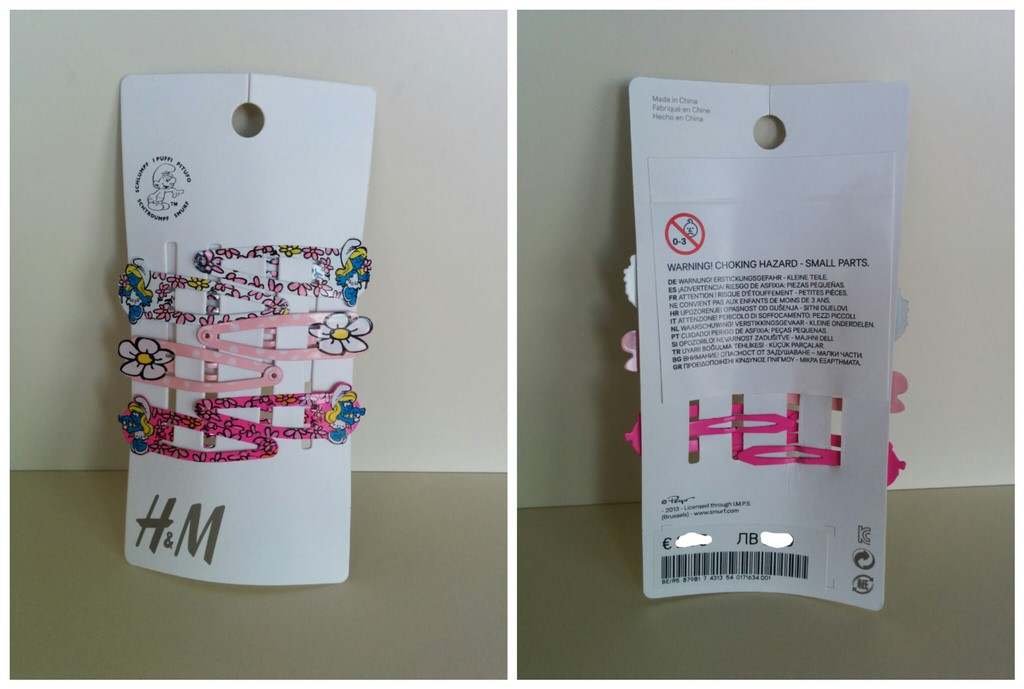 SCHLUMPF I PUFFI PITUFO
SCHTROUMPF SMURF
TM
H&M
Made in China
Fabriqué en Chine
Hecho en China
0-3
WARNING! CHOKING HAZARD - SMALL PARTS.
DE WARNUNG! ERSTICKUNGSGEFAHR - KLEINE TEILE.
ES ¡ADVERTENCIA! RIESGO DE ASFIXIA: PIEZAS PEQUEÑAS.
FR ATTENTION ! RISQUE D'ÉTOUFFEMENT - PETITES PIÈCES.
NE CONVIENT PAS AUX ENFANTS DE MOINS DE 3 ANS.
HR UPOZORENJE! OPASNOST OD GUŠENJA - SITNI DIJELOVI.
IT ATTENZIONE! PERICOLO DI SOFFOCAMENTO: PEZZI PICCOLI.
NL WAARSCHUWING! VERSTIKKINGSGEVAAR - KLEINE ONDERDELEN.
PT CUIDADO! PERIGO DE ASFIXIA: PEÇAS PEQUENAS.
SI OPOZORILO! NEVARNOST ZADUŠITVE - MAJHNI DELI.
TR UYARI! BOĞULMA TEHLİKESİ - KÜÇÜK PARÇALAR.
BG ВНИМАНИЕ! ОПАСНОСТ ОТ ЗАДУШАВАНЕ – МАЛКИ ЧАСТИ.
GR ΠΡΟΕΙΔΟΠΟΙΗΣΗ! ΚΙΝΔΥΝΟΣ ΠΝΙΓΜΟΥ - ΜΙΚΡΑ ΕΞΑΡΤΗΜΑΤΑ.
© Peyo
- 2013 - Licensed through I.M.P.S.
(Brussels) - www.smurf.com
€ ЛВ